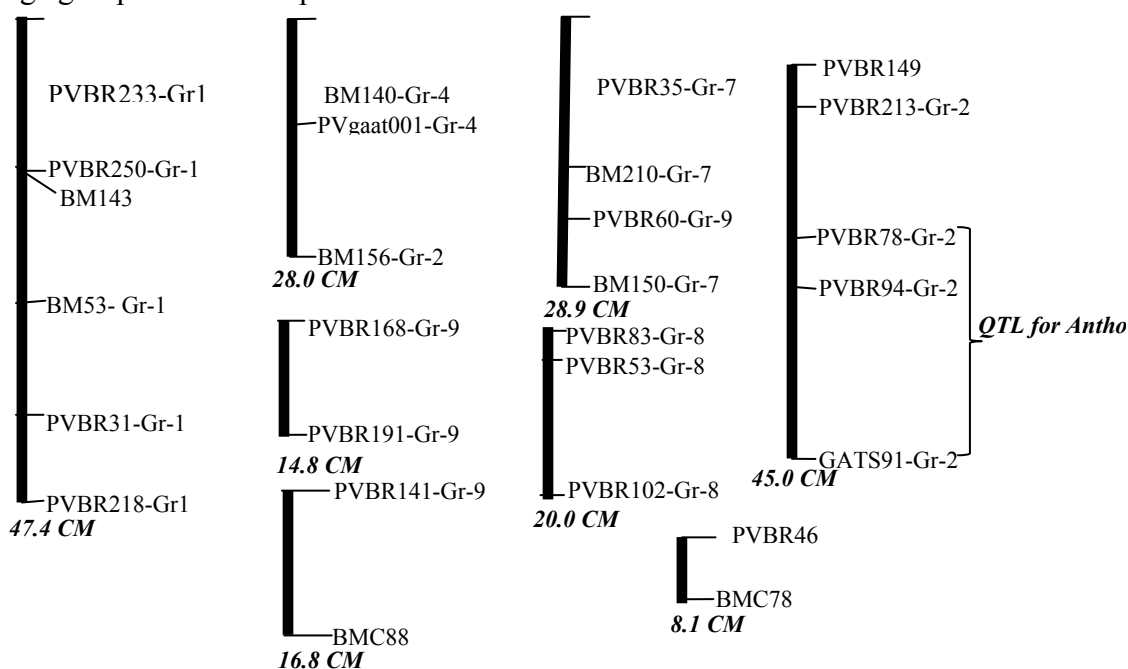 PVBR233-Gr1
PVBR250-Gr-1
BM143
BM53- Gr-1
PVBR31-Gr-1
PVBR218-Gr1
47.4 CM
BM140-Gr-4
PVgaat001-Gr-4
BM156-Gr-2
28.0 CM
PVBR168-Gr-9
PVBR191-Gr-9
14.8 CM
PVBR141-Gr-9
BMC88
16.8 CM
PVBR35-Gr-7
BM210-Gr-7
PVBR60-Gr-9
BM150-Gr-7
28.9 CM
PVBR83-Gr-8
PVBR53-Gr-8
PVBR102-Gr-8
20.0 CM
PVBR46
BMC78
8.1 CM
PVBR149
PVBR213-Gr-2
PVBR78-Gr-2
PVBR94-Gr-2
QTL for Antho
GATS91-Gr-2
45.0 CM